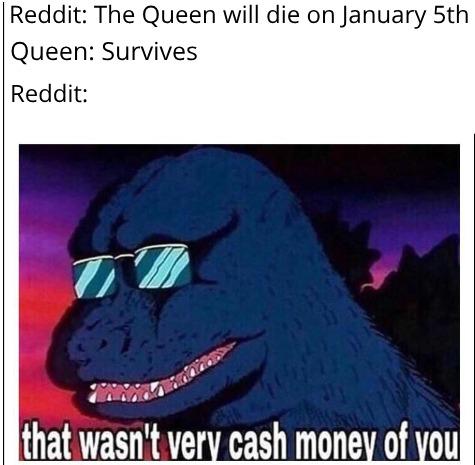 Reddit: The Queen will die on January 5th
Queen: Survives
Reddit:
that wasn't very cash money of you